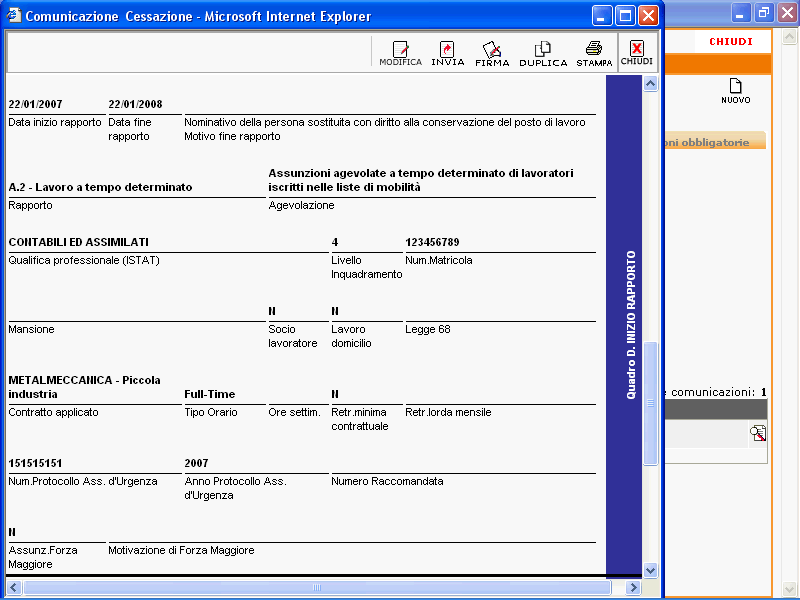 Comunicazione Cessazione - Microsoft Internet Explorer
MODIFICA INVIA FIRMA DUPLICA STAMPA CHIUDI
CHIUDI
NUOVO
oni obbligatorie
22/01/2007 22/01/2008
Data inizio rapporto Data fine rapporto Nominativo della persona sostituita con diritto alla conservazione del posto di lavoro
Motivo fine rapporto
A.2 - Lavoro a tempo determinato Assunzioni agevolate a tempo determinato di lavoratori
iscritti nelle liste di mobilità
Rapporto Agevolazione
CONTABILI ED ASSIMILATI 4 123456789
Qualifica professionale (ISTAT) Livello Num.Matricola
Inquadramento
N N
Mansione Socio Lavoro Legge 68
lavoratore domicilio
METALMECCANICA - Piccola
industria Full-Time N
Contratto applicato Tipo Orario Ore settim. Retr.minima Retr.lorda mensile
contrattuale
151515151 2007
Num.Protocollo Ass. d'Urgenza Anno Protocollo Ass. Numero Raccomandata
d'Urgenza
N
Assunz.Forza Motivazione di Forza Maggiore
Maggiore
Quadro D. INIZIO RAPPORTO
e comunicazioni: 1